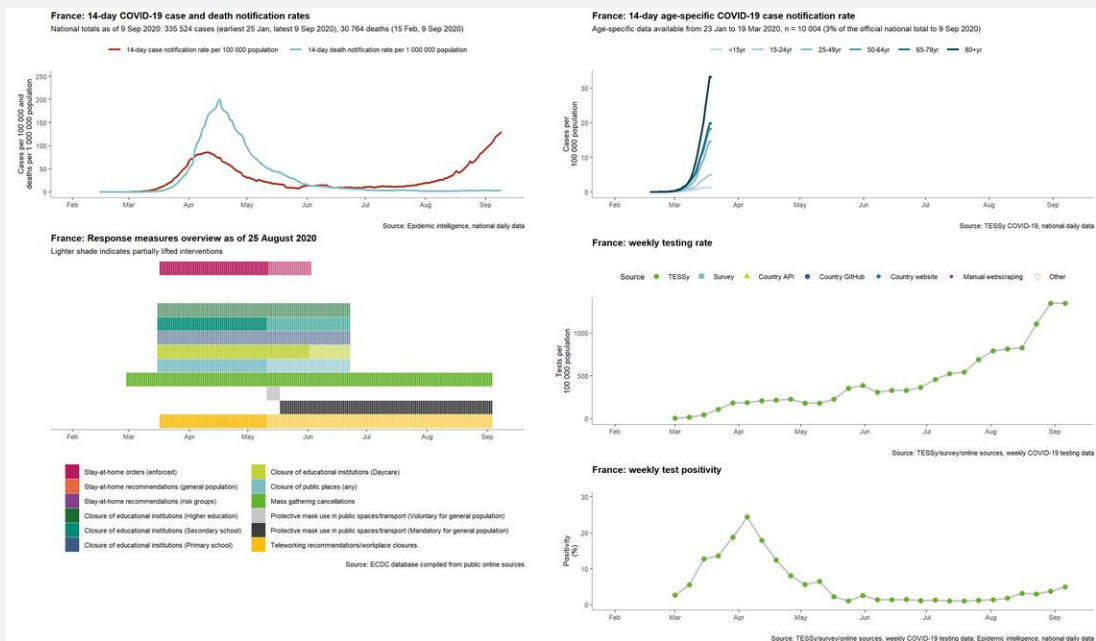 France: 14-day COVID-19 case and death notification rates
National totals as of 9 Sep 2020: 335 524 cases (earliest 25 Jan, latest 9 Sep 2020), 30 764 deaths (15 Feb, 9 Sep 2020)
14-day case notification rate per 100 000 population
14-day death notification rate per 1 000 000 population
Cases per 100 000 and
deaths per 1 000 000 population
250
200
150
100
50
0
Feb Mar Apr May Jun Jul Aug Sep
Source: Epidemic intelligence, national daily data
France: Response measures overview as of 25 August 2020
Lighter shade indicates partially lifted interventions
Feb Mar Apr May Jun Jul Aug Sep
Stay-at-home orders (enforced)
Stay-at-home recommendations (general population)
Stay-at-home recommendations (risk groups)
Closure of educational institutions (Higher education)
Closure of educational institutions (Secondary school)
Closure of educational institutions (Primary school)
Closure of educational institutions (Daycare)
Closure of public places (any)
Mass gathering cancellations
Protective mask use in public spaces/transport (Voluntary for general population)
Protective mask use in public spaces/transport (Mandatory for general population)
Teleworking recommendations/workplace closures
Source: ECDC database compiled from public online sources
France: 14-day age-specific COVID-19 case notification rate
Age-specific data available from 23 Jan to 19 Mar 2020, n = 10 004 (3% of the official national total to 9 Sep 2020)
<15yr 15-24yr 25-49yr 50-64yr 65-79yr 80+yr
Cases per
100 000 population
30
20
10
0
Feb Mar Apr May Jun Jul Aug Sep
Source: TESSy COVID-19, national daily data
France: weekly testing rate
Source TESSy Survey Country API Country GitHub Country website Manual webscraping Other
Tests per
100 000 population
1000
500
0
Feb Mar Apr May Jun Jul Aug Sep
Source: TESSy/survey/online sources, weekly COVID-19 testing data
France: weekly test positivity
Positivity
(%)
30
20
10
0
Feb Mar Apr May Jun Jul Aug Sep
Source: TESSy/survey/online sources, weekly COVID-19 testing data; Epidemic intelligence, national daily data